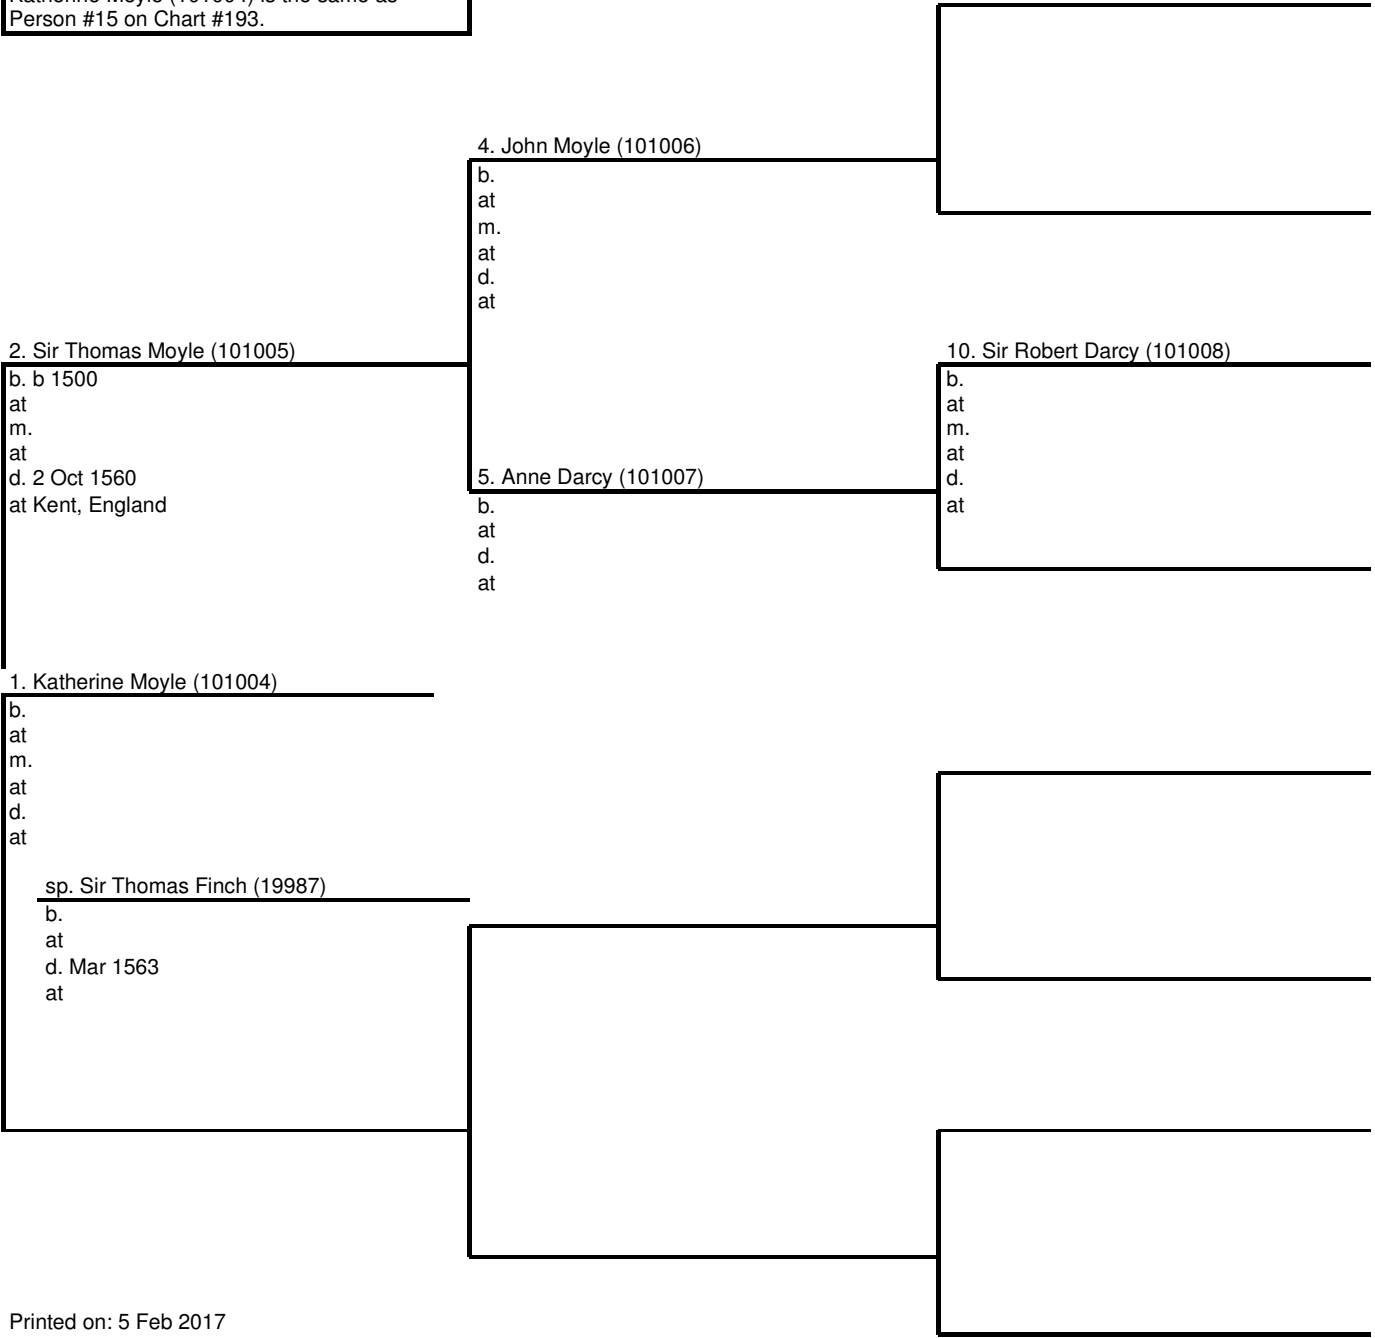 Person #15 on Chart #193.
4. John Moyle (101006)
b.
at
m.
at
d.
at
2. Sir Thomas Moyle (101005)
b. b 1500
at
m.
at
d. 2 Oct 1560
at Kent, England
10. Sir Robert Darcy (101008)
b.
at
m.
at
d.
at
5. Anne Darcy (101007)
b.
at
d.
at
1. Katherine Moyle (101004)
b.
at
m.
at
d.
at
sp. Sir Thomas Finch (19987)
b.
at
d. Mar 1563
at
Printed on: 5 Feb 2017